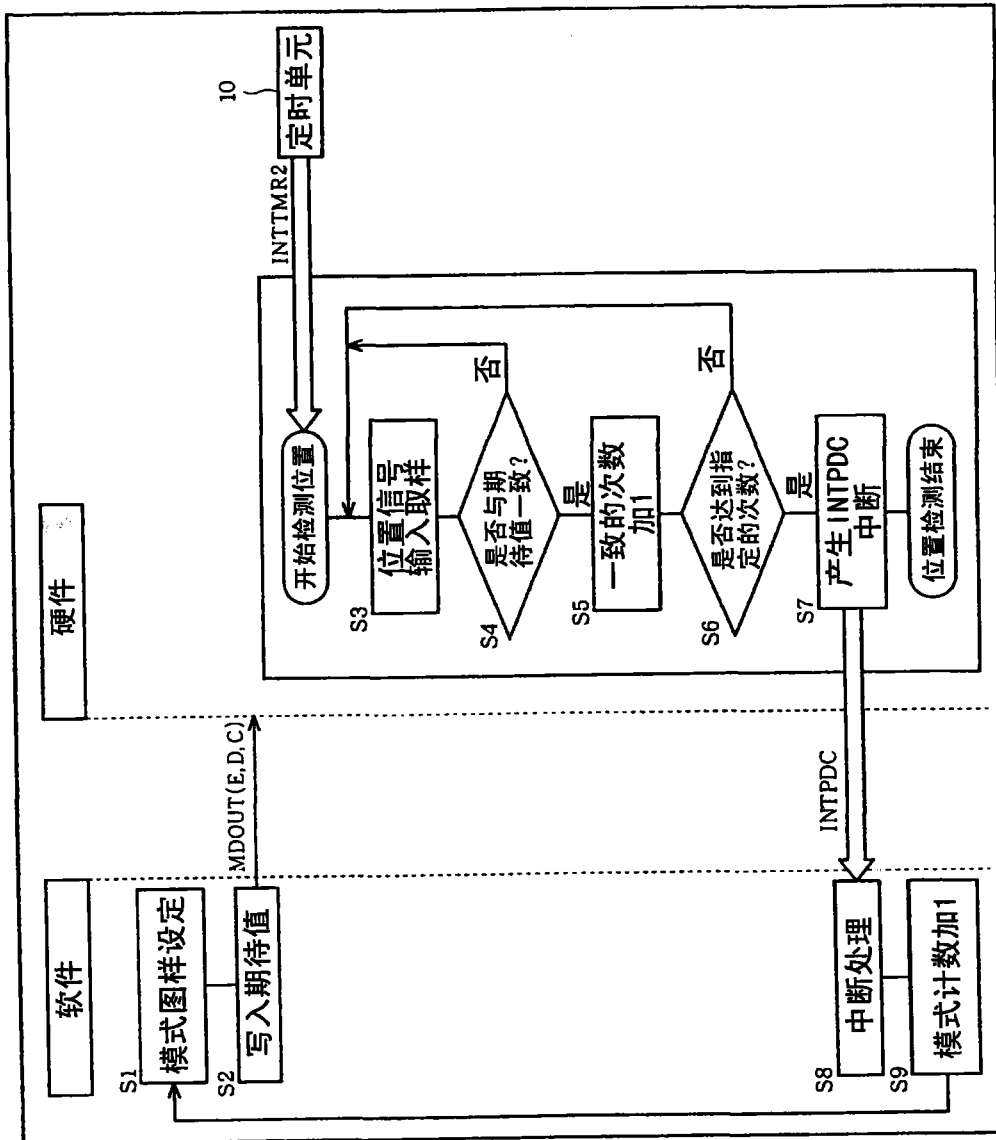 软件
硬件
S1
模式图样设定
S2
写入期待值
MDOUT(E,D,C)
10
定时单元
INTTMR2
开始检测位置
S3
位置信号
输入取样
S4
是否与期
待值一致?
否
是
S5
一致的次数
加1
S6
是否达到指
定的次数?
否
是
S7
产生INTPDC
中断
位置检测结束
INTPDC
S8
中断处理
S9
模式计数加1